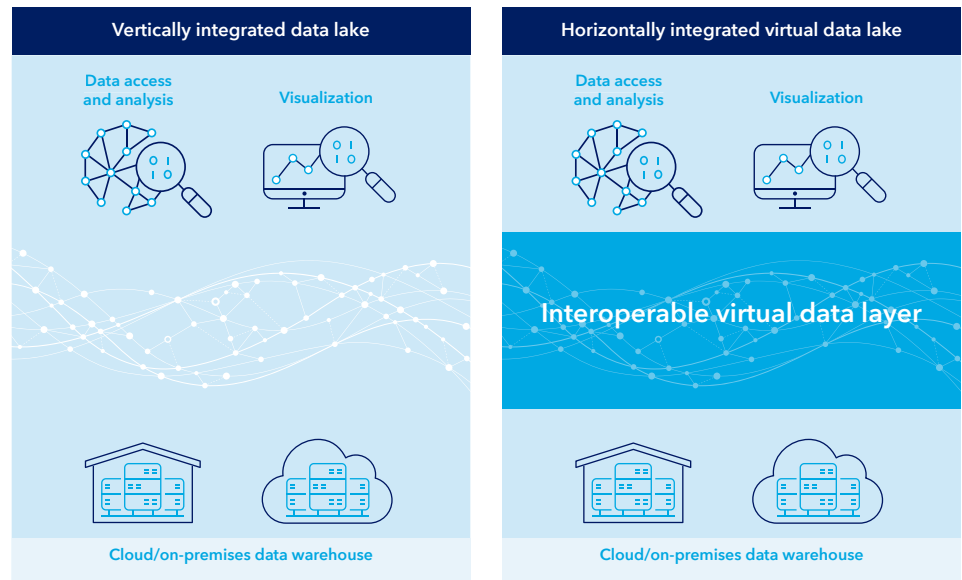 Vertically integrated data lake
Data access
and analysis
Visualization
Cloud/on-premises data warehouse
Horizontally integrated virtual data lake
Data access
and analysis
Visualization
Interoperable virtual data layer
Cloud/on-premises data warehouse